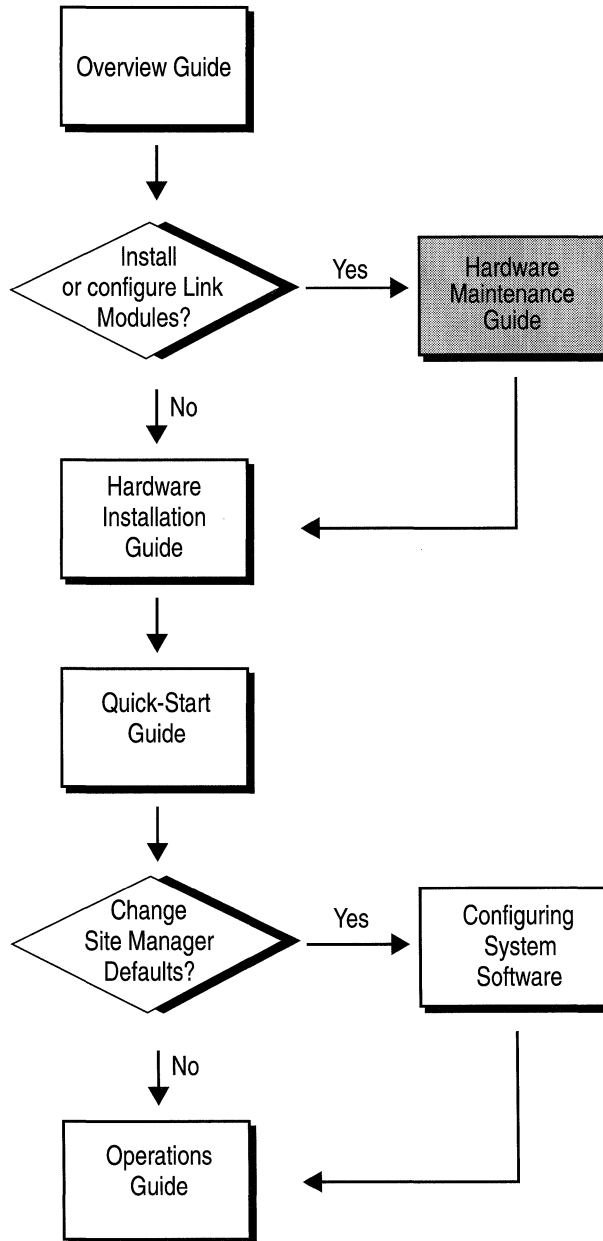 Overview Guide
Install
or configure Link
Modules?
Yes
Hardware
Maintenance
Guide
No
Hardware
Installation
Guide
Quick-Start
Guide
Change
Site Manager
Defaults?
Yes
Configuring
System
Software
No
Operations
Guide